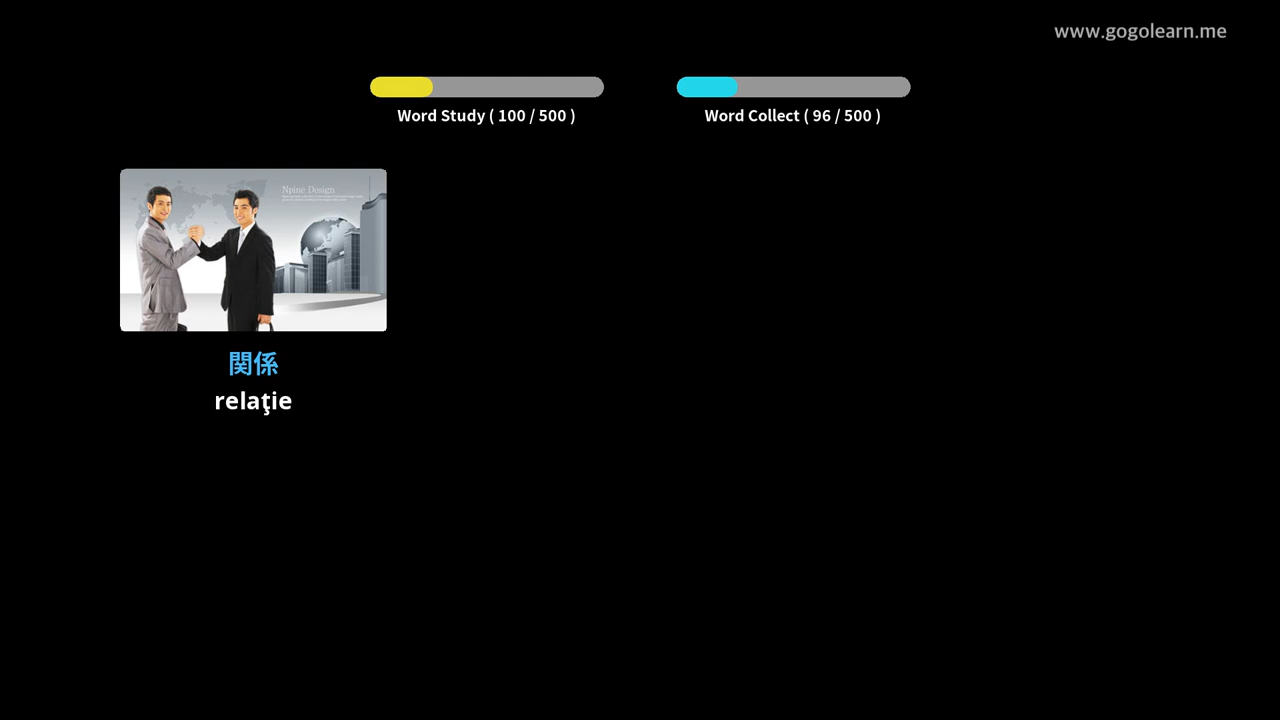 www.gogolearn.me
Word Study ( 100 / 500 )
Word Collect ( 96 / 500 )
Npine Design
関係
relaţie